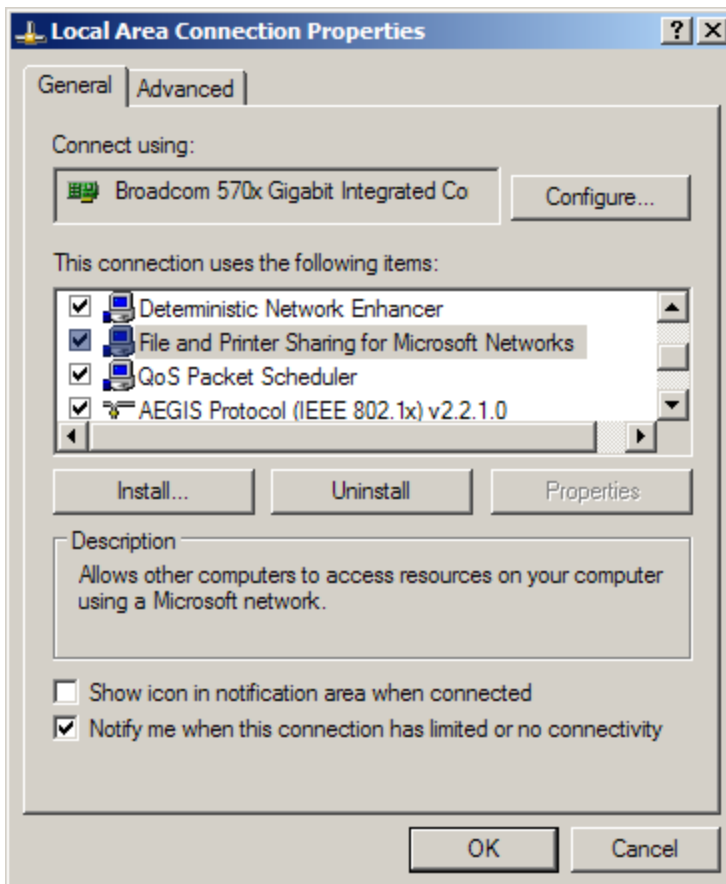 Local Area Connection Properties
General
Advanced
Connect using:
Broadcom 570x Gigabit Integrated Co
Configure...
This connection uses the following items:
Deterministic Network Enhancer
File and Printer Sharing for Microsoft Networks
QoS Packet Scheduler
AEGIS Protocol (IEEE 802.1x) v2.2.1.0
Install...
Uninstall
Properties
Description
Allows other computers to access resources on your computer
using a Microsoft network.
Show icon in notification area when connected
Notify me when this connection has limited or no connectivity
OK
Cancel